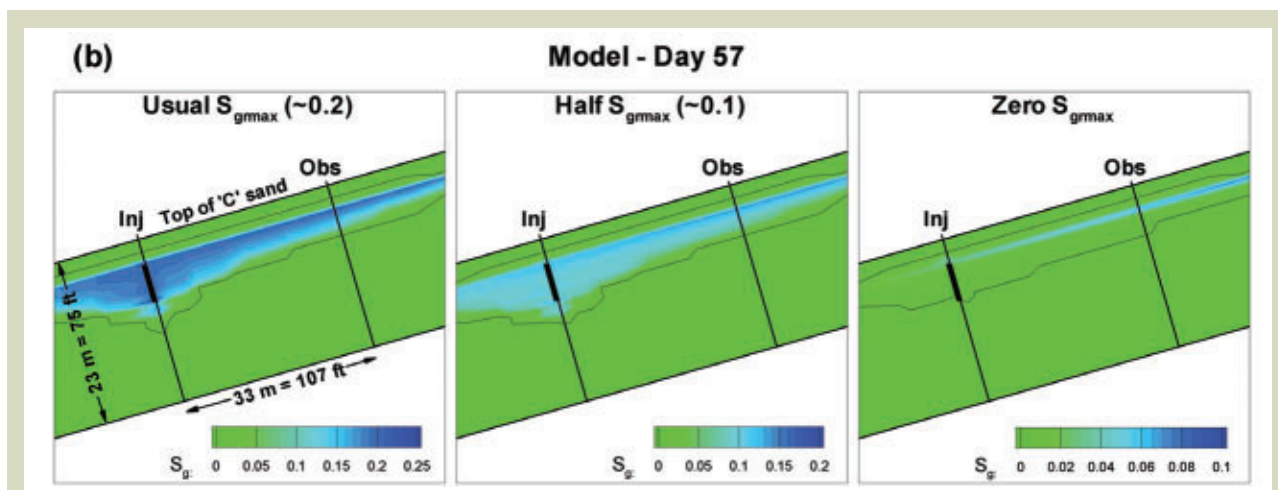 (b)
Model - Day 57
Usual Sgrmax (~0.2)
Obs
Top of 'C' sand
Inj
23 m = 75 ft
33 m = 107 ft
Sg: 0 0.05 0.1 0.15 0.2 0.25
Half Sgrmax (~0.1)
Obs
Inj
Sg: 0 0.05 0.1 0.15 0.2
Zero Sgrmax
Obs
Inj
Sg: 0 0.02 0.04 0.06 0.08 0.1